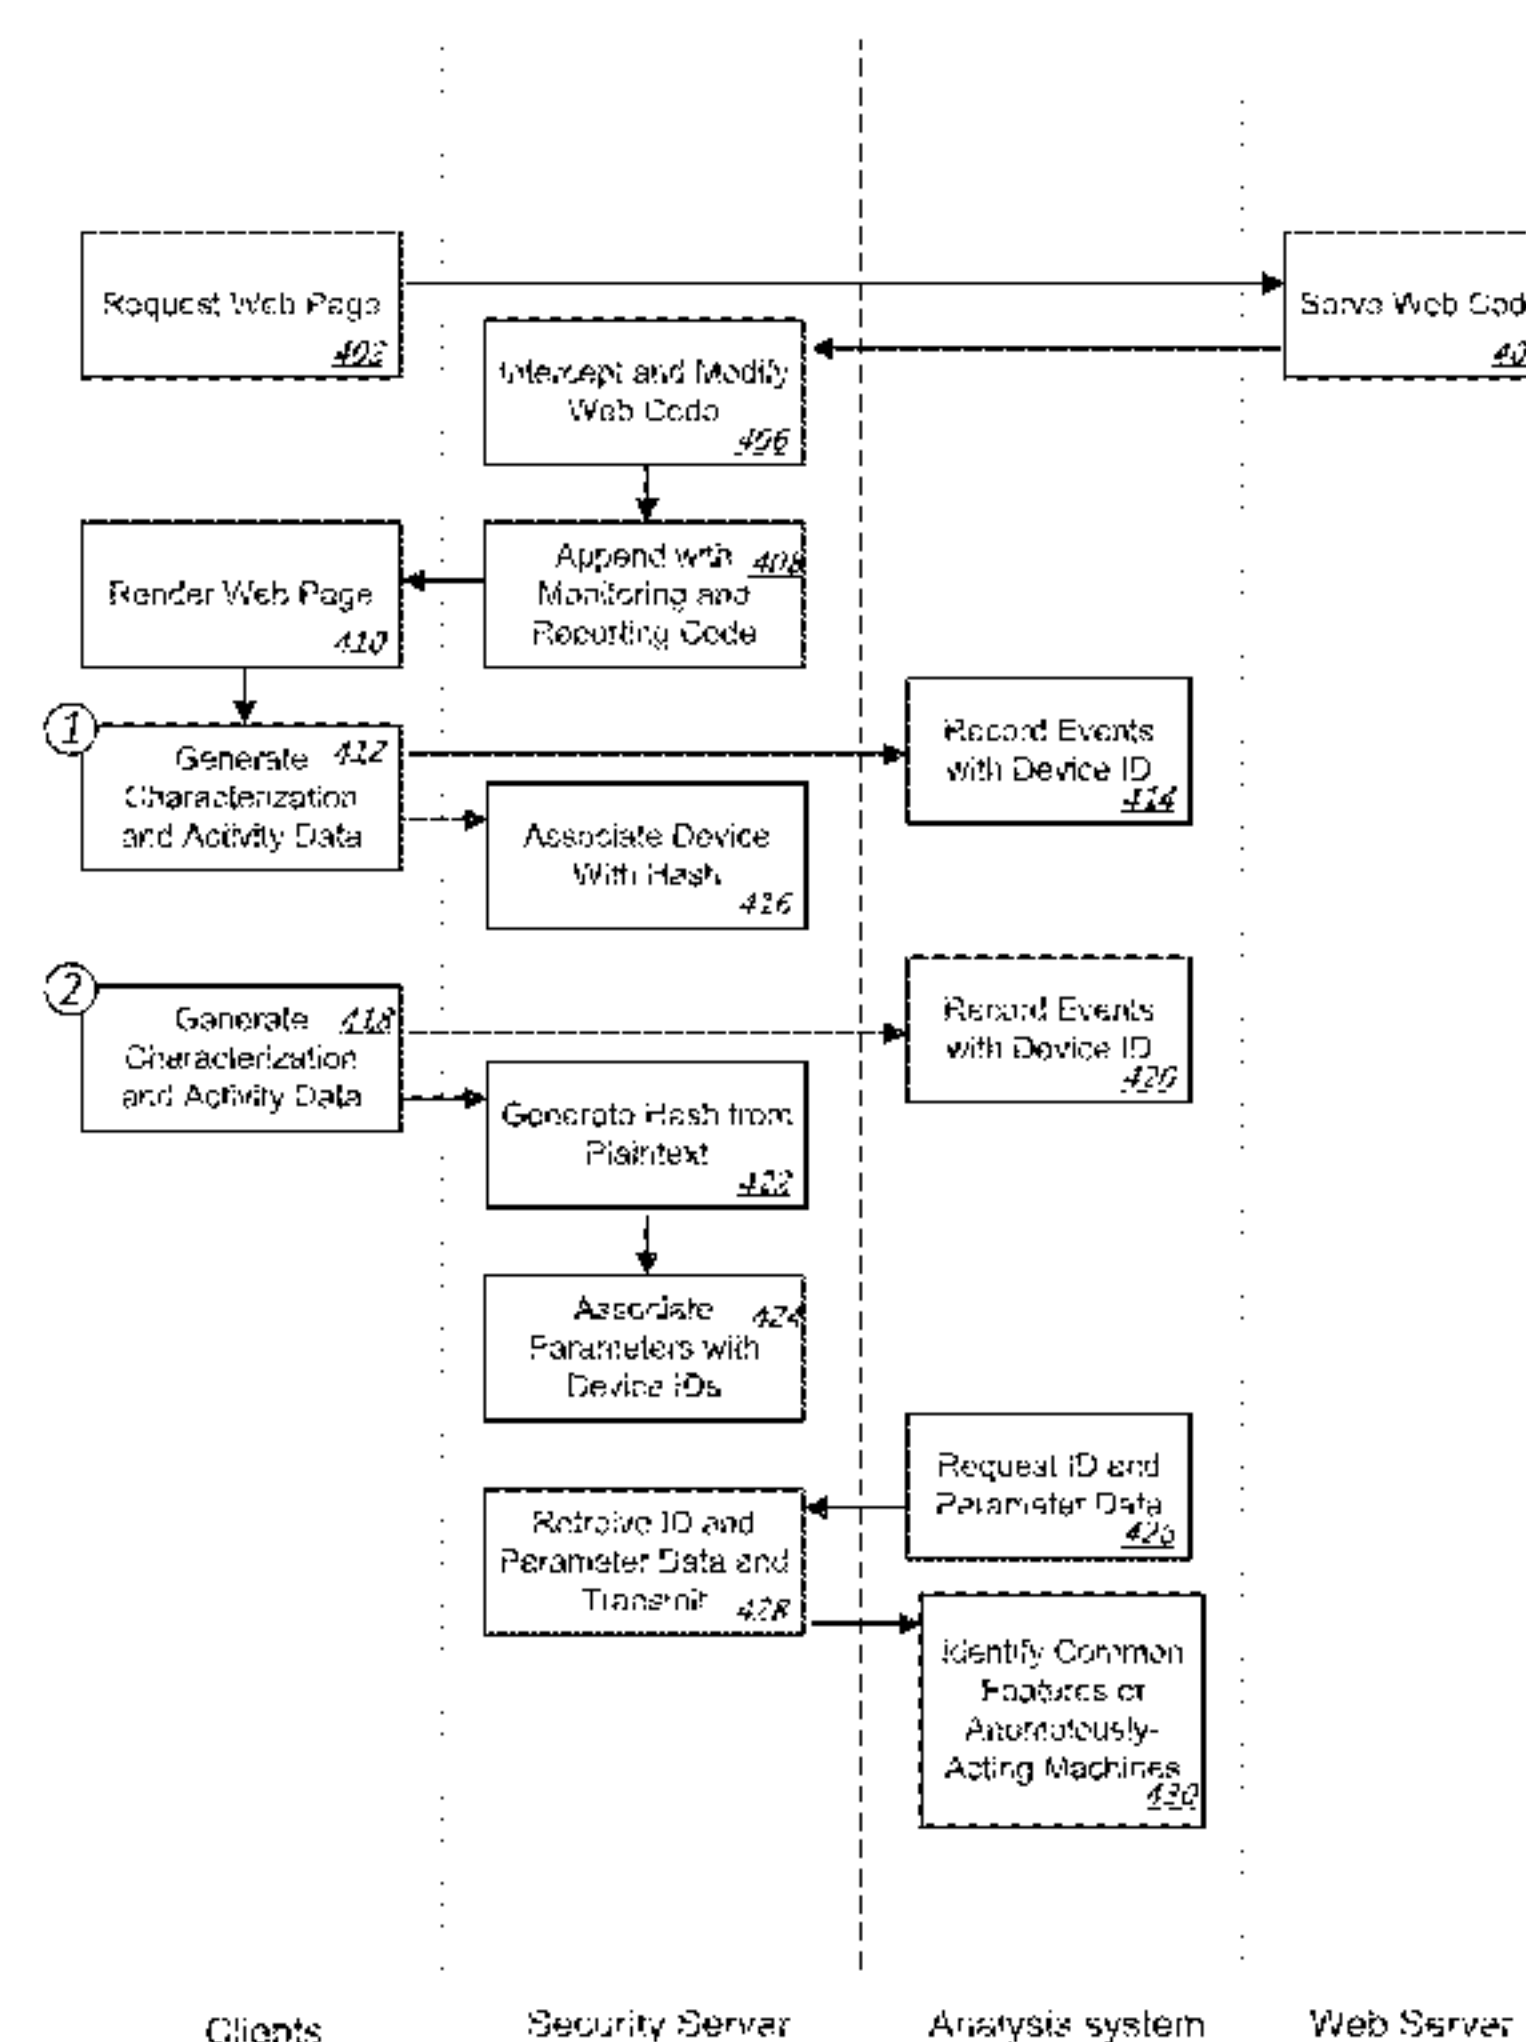 Request Web Page
402
Serve Web Cod
40
Intercept and Modify
Web Code
406
Append with 408
Monitoring and
Reporting Code
Render Web Page
410
1
Generate 412
Characterization
and Activity Data
Record Events
with Device ID
414
Associate Device
With Hash
416
2
Generate 418
Characterization
and Activity Data
Record Events
with Device ID
420
Generate Hash from
Plaintext
422
Associate 424
Parameters with
Device IDs
Request ID and
Parameter Data
426
Retreive ID and
Parameter Data and
Transmit 428
Identify Common
Features or
Anomolously-
Acting Machines
430
Clients
Security Server
Analysis system
Web Server